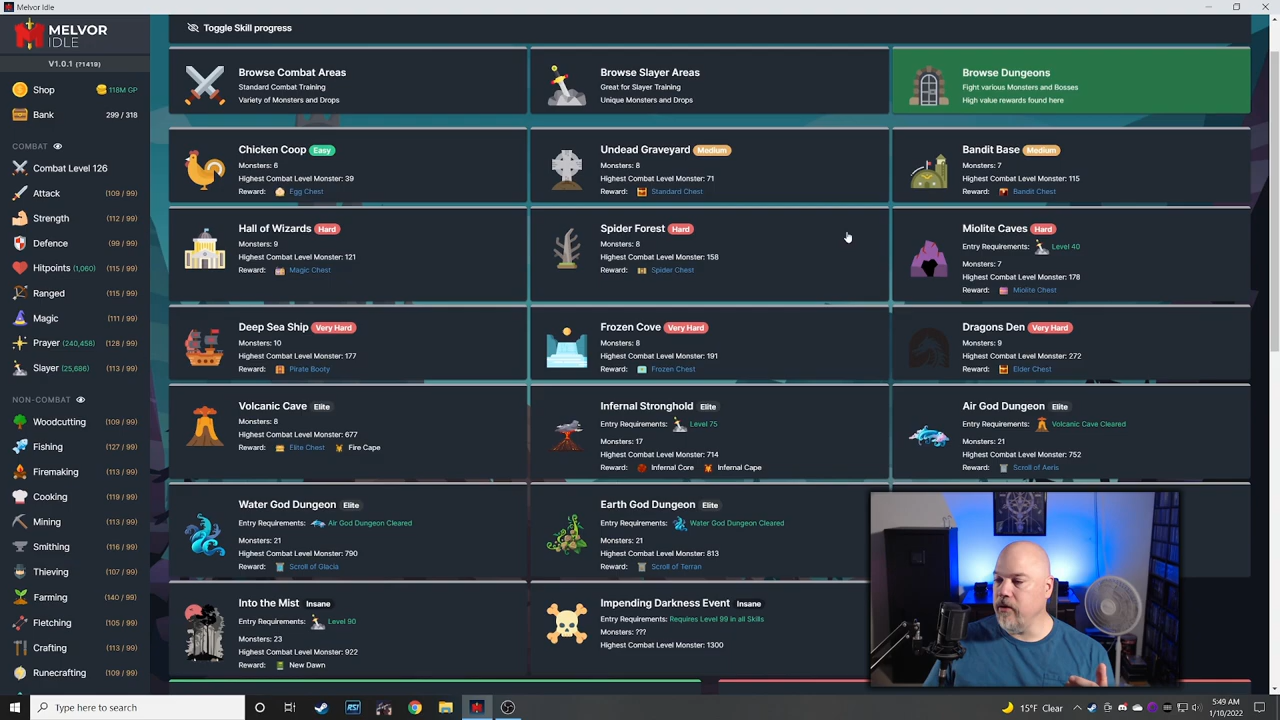 Melvor Idle
MELVOR
IDLE
V1.0.1 (?1419)
Shop
118M GP
Bank
299 / 318
COMBAT
Combat Level 126
Attack
(109 / 99)
Strength
(112 / 99)
Defence
(99 / 99)
Hitpoints (1,060)
(115 / 99)
Ranged
(115 / 99)
Magic
(111 / 99)
Prayer (240,458)
(128 / 99)
Slayer (25,686)
(113 / 99)
NON-COMBAT
Woodcutting
(109 / 99)
Fishing
(127 / 99)
Firemaking
(113 / 99)
Cooking
(119 / 99)
Mining
(113 / 99)
Smithing
(116 / 99)
Thieving
(107 / 99)
Farming
(140 / 99)
Fletching
(105 / 99)
Crafting
(113 / 99)
Runecrafting
(109 / 99)
Toggle Skill progress
Browse Combat Areas
Standard Combat Training
Variety of Monsters and Drops
Browse Slayer Areas
Great for Slayer Training
Unique Monsters and Drops
Browse Dungeons
Fight various Monsters and Bosses
High value rewards found here
Chicken Coop Easy
Monsters: 6
Highest Combat Level Monster: 39
Reward: Egg Chest
Undead Graveyard Medium
Monsters: 8
Highest Combat Level Monster: 71
Reward: Standard Chest
Bandit Base Medium
Monsters: 7
Highest Combat Level Monster: 115
Reward: Bandit Chest
Hall of Wizards Hard
Monsters: 9
Highest Combat Level Monster: 121
Reward: Magic Chest
Spider Forest Hard
Monsters: 8
Highest Combat Level Monster: 158
Reward: Spider Chest
Miolite Caves Hard
Entry Requirements: Level 40
Monsters: 7
Highest Combat Level Monster: 178
Reward: Miolite Chest
Deep Sea Ship Very Hard
Monsters: 10
Highest Combat Level Monster: 177
Reward: Pirate Booty
Frozen Cove Very Hard
Monsters: 8
Highest Combat Level Monster: 191
Reward: Frozen Chest
Dragons Den Very Hard
Monsters: 9
Highest Combat Level Monster: 272
Reward: Elder Chest
Volcanic Cave Elite
Monsters: 8
Highest Combat Level Monster: 677
Reward: Elite Chest Fire Cape
Infernal Stronghold Elite
Entry Requirements: Level 75
Monsters: 17
Highest Combat Level Monster: 714
Reward: Infernal Core Infernal Cape
Air God Dungeon Elite
Entry Requirements: Volcanic Cave Cleared
Monsters: 21
Highest Combat Level Monster: 752
Reward: Scroll of Aeris
Water God Dungeon Elite
Entry Requirements: Air God Dungeon Cleared
Monsters: 21
Highest Combat Level Monster: 790
Reward: Scroll of Glacia
Earth God Dungeon Elite
Entry Requirements: Water God Dungeon Cleared
Monsters: 21
Highest Combat Level Monster: 813
Reward: Scroll of Terran
Into the Mist Insane
Entry Requirements: Level 90
Monsters: 23
Highest Combat Level Monster: 922
Reward: New Dawn
Impending Darkness Event Insane
Entry Requirements: Requires Level 99 in all Skills
Monsters: ???
Highest Combat Level Monster: 1300
Type here to search
RSI
15°F Clear
5:49 AM
1/10/2022